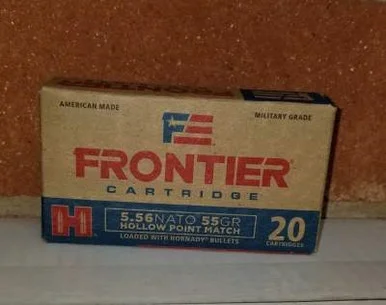 AMERICAN MADE
MILITARY GRADE
FRONTIER
CARTRIDGE
H
5.56NATO 55GR
HOLLOW POINT MATCH
LOADED WITH HORNADY® BULLETS
20
CARTRIDGES